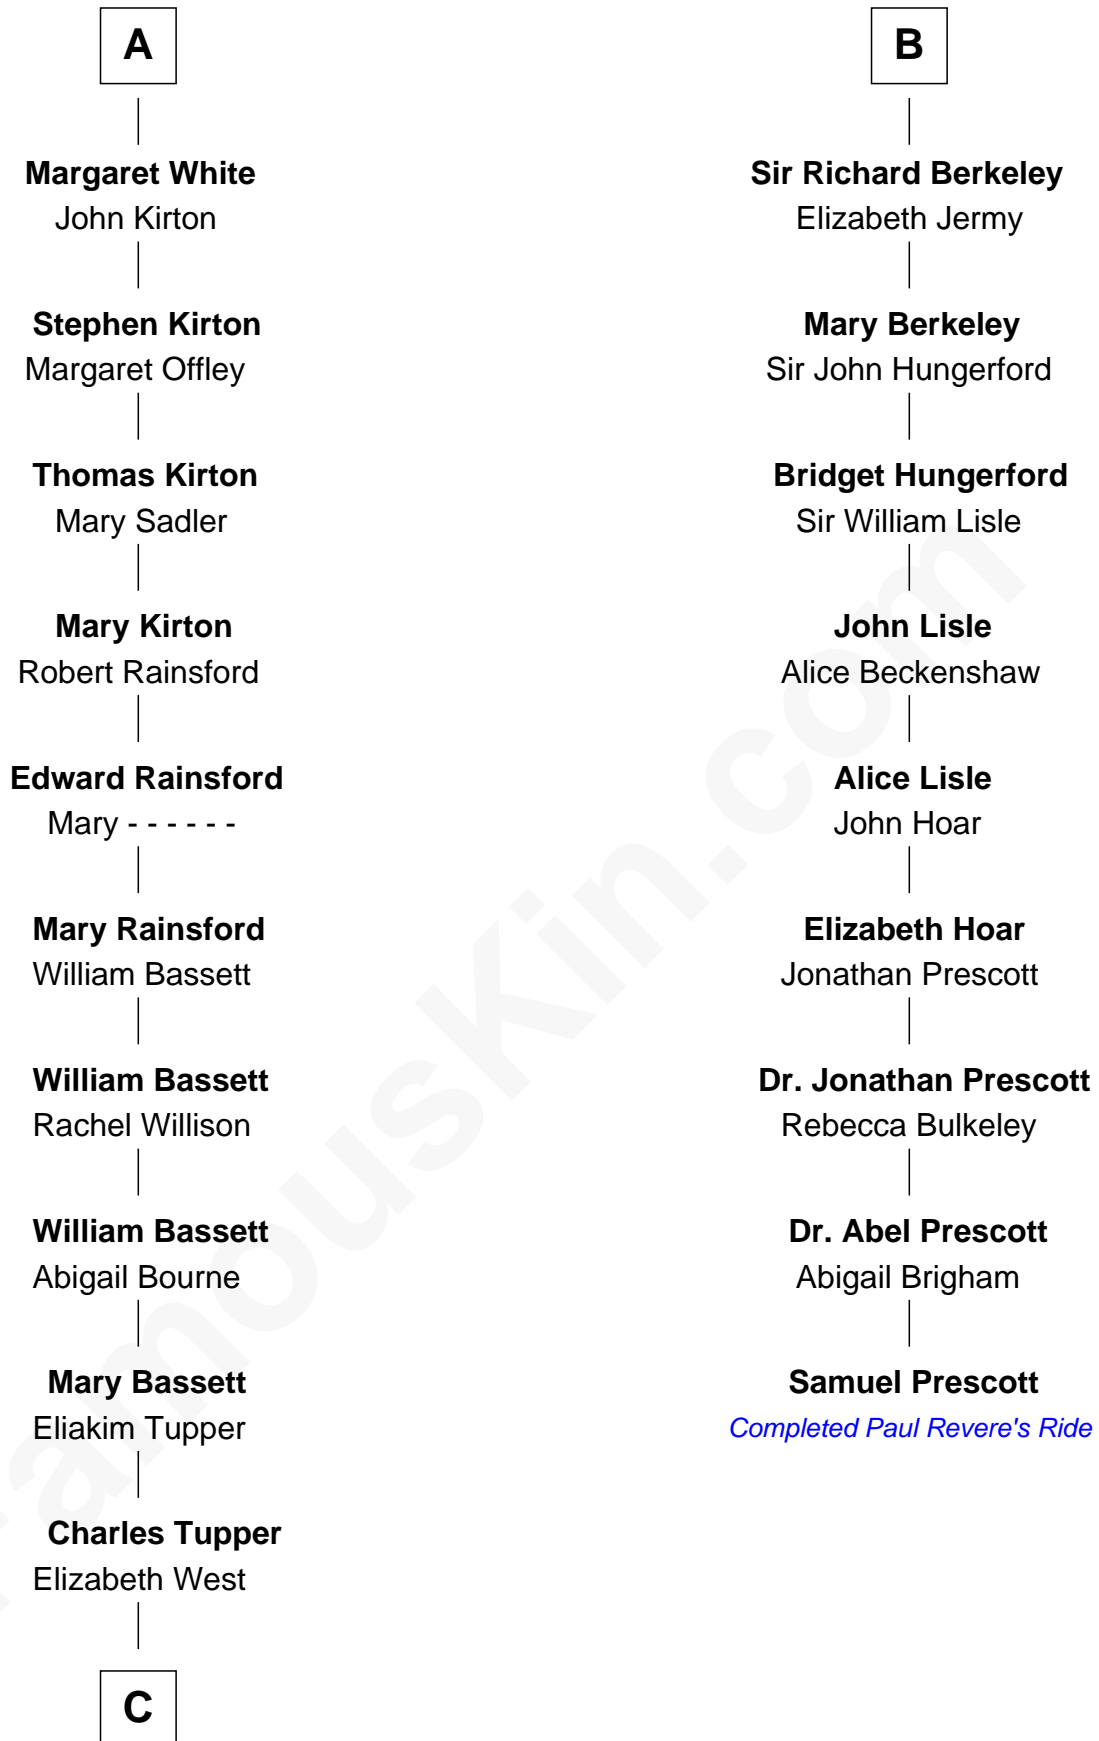 A
Margaret White
John Kirton
Stephen Kirton
Margaret Offley
Thomas Kirton
Mary Sadler
Mary Kirton
Robert Rainsford
Edward Rainsford
Mary - - - - - -
Mary Rainsford
William Bassett
William Bassett
Rachel Willison
William Bassett
Abigail Bourne
Mary Bassett
Eliakim Tupper
Charles Tupper
Elizabeth West
C
B
Sir Richard Berkeley
Elizabeth Jermy
Mary Berkeley
Sir John Hungerford
Bridget Hungerford
Sir William Lisle
John Lisle
Alice Beckenshaw
Alice Lisle
John Hoar
Elizabeth Hoar
Jonathan Prescott
Dr. Jonathan Prescott
Rebecca Bulkeley
Dr. Abel Prescott
Abigail Brigham
Samuel Prescott
Completed Paul Revere's Ride
FamousKin.com